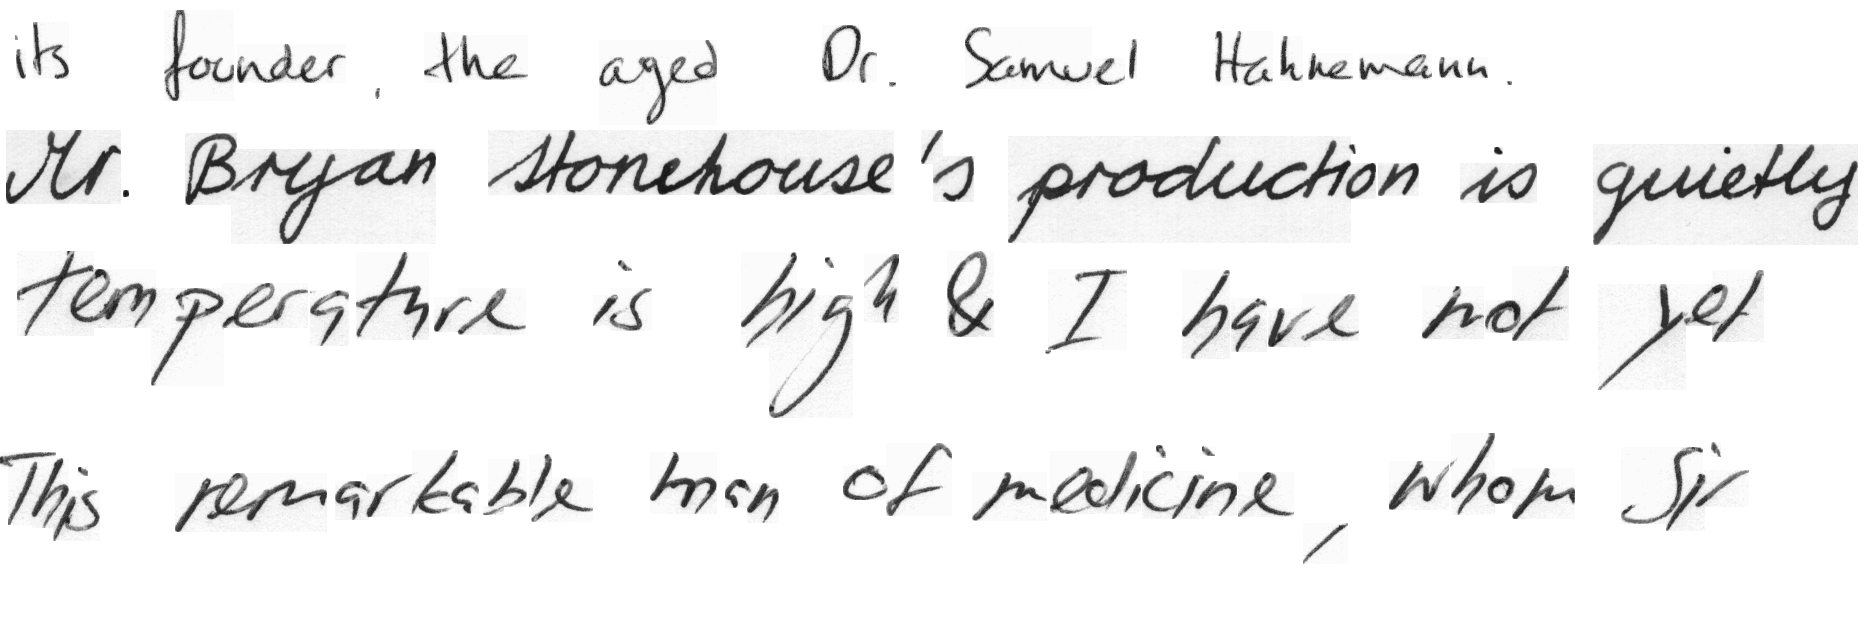 its founder, the aged Dr. Samuel Hahnemann.
Mr. Bryan Stonehouse's production is quietly
temperature is high & I have not yet
This remarkable man of medicine, whom Sir